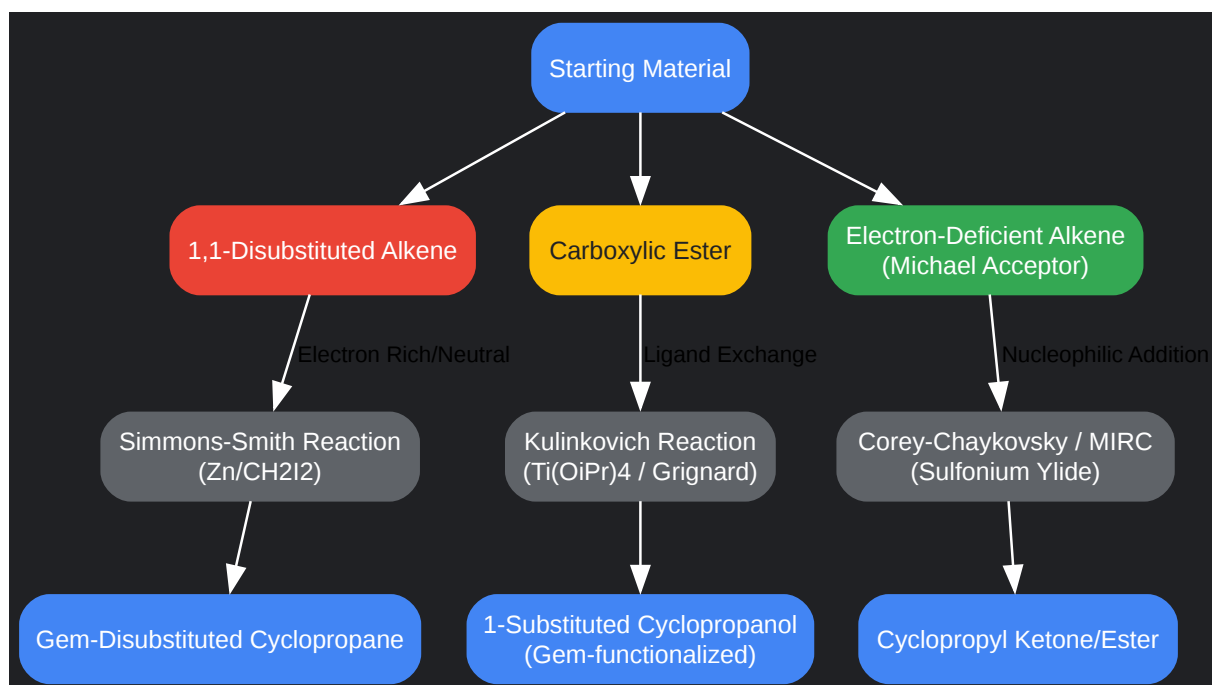 Starting Material
1,1-Disubstituted Alkene
Carboxylic Ester
Electron-Deficient Alkene
(Michael Acceptor)
Electron Rich/Neutral
Ligand Exchange
Nucleophilic Addition
Simmons-Smith Reaction
(Zn/CH2I2)
Kulinkovich Reaction
(Ti(OiPr)4 / Grignard)
Corey-Chaykovsky / MIRC
(Sulfonium Ylide)
Gem-Disubstituted Cyclopropane
1-Substituted Cyclopropanol
(Gem-functionalized)
Cyclopropyl Ketone/Ester